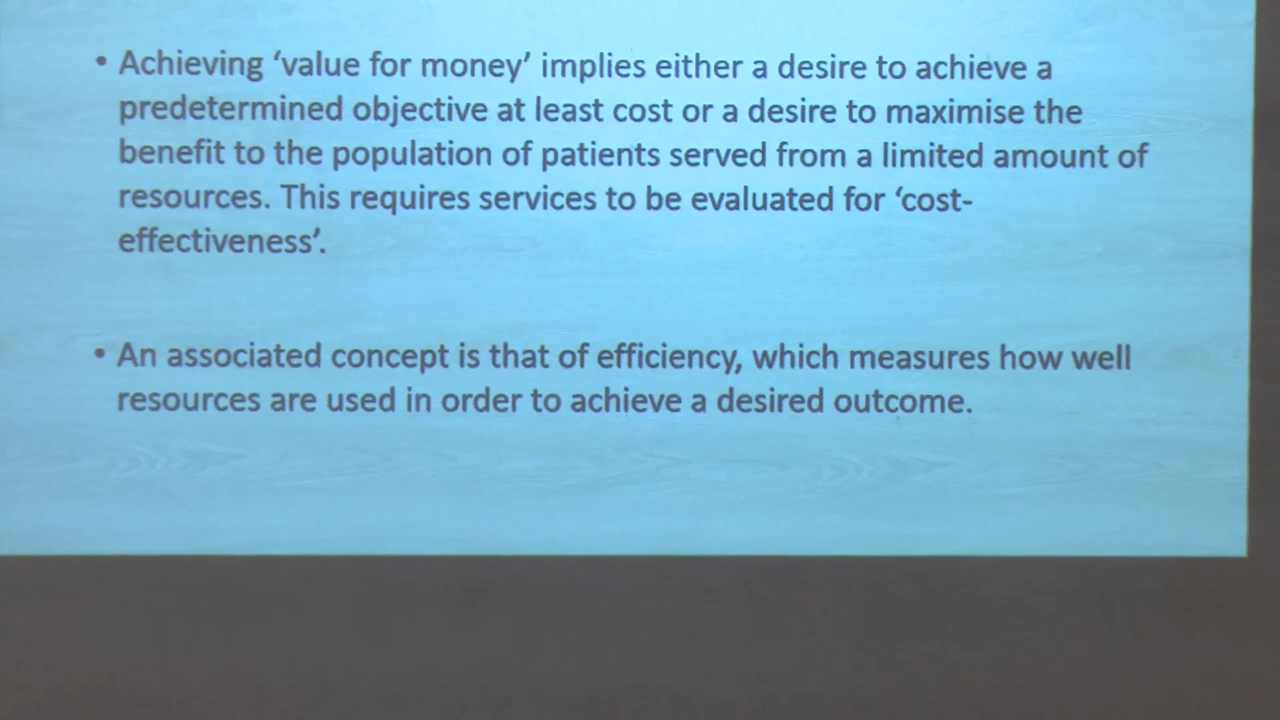 • Achieving ‘value for money’ implies either a desire to achieve a
predetermined objective at least cost or a desire to maximise the
benefit to the population of patients served from a limited amount of
resources. This requires services to be evaluated for ‘cost-
effectiveness’.
• An associated concept is that of efficiency, which measures how well
resources are used in order to achieve a desired outcome.